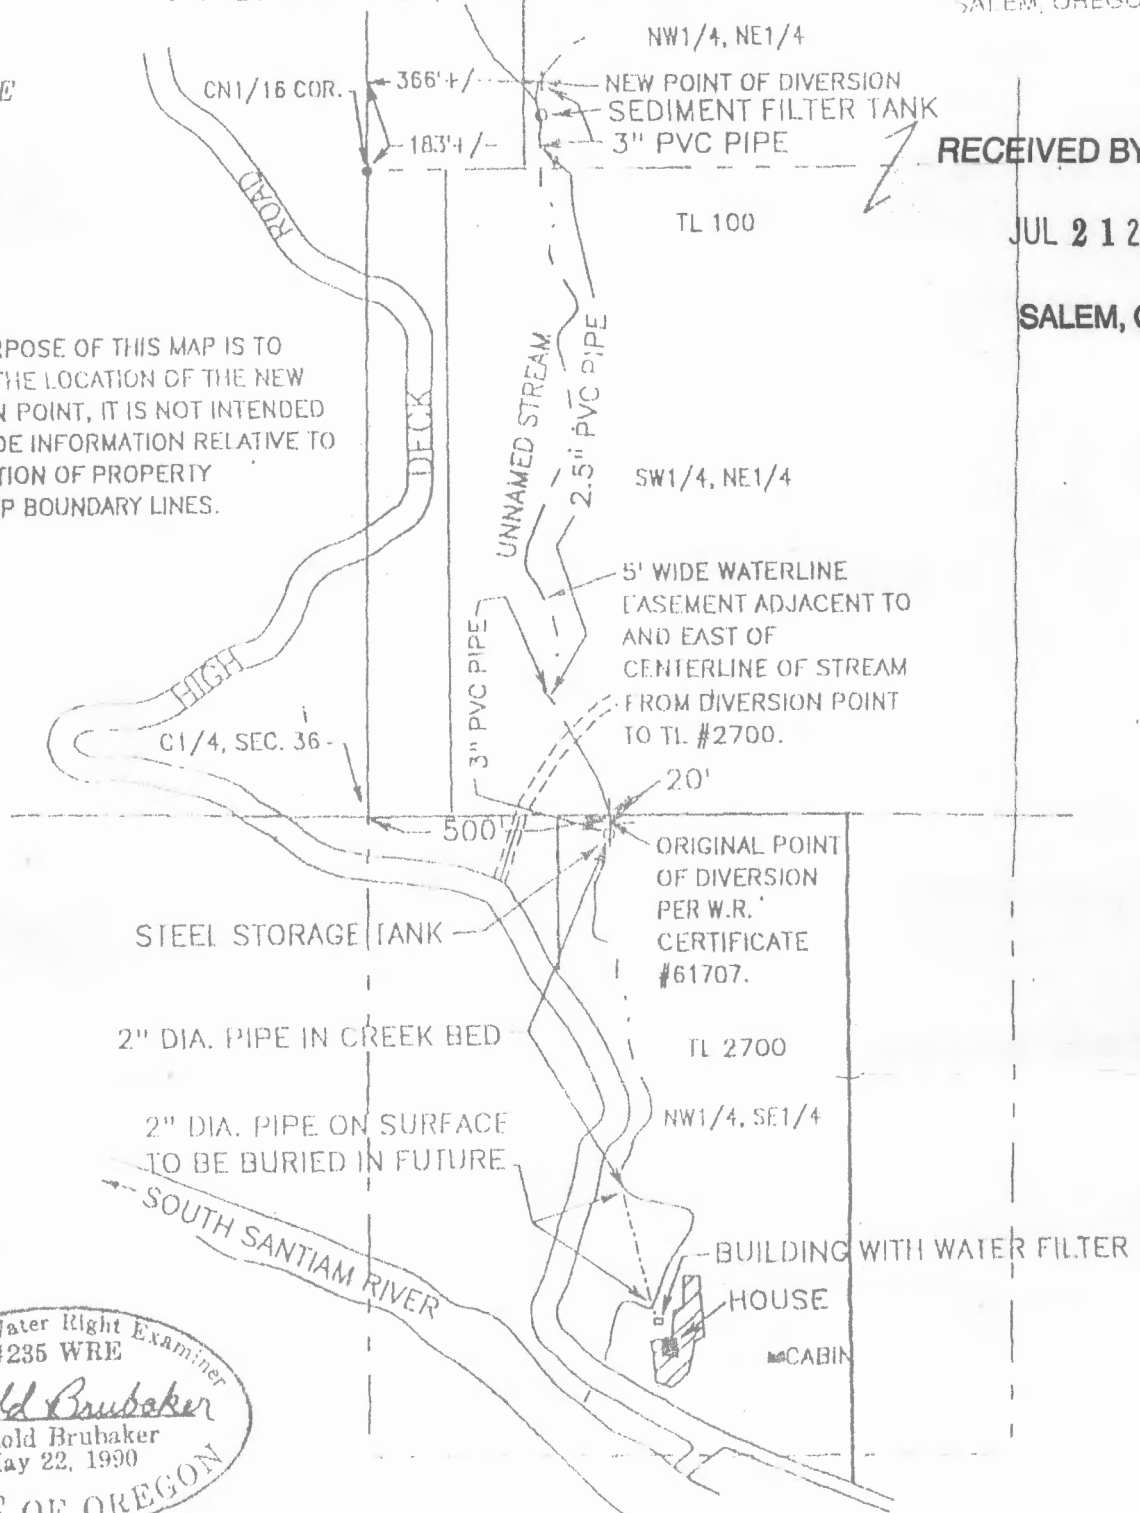 SALEM, OREGO
NW1/4, NE1/4
CN1/16 COR.
366'+/-
NEW POINT OF DIVERSION
SEDIMENT FILTER TANK
183'+/-
3" PVC PIPE
RECEIVED BY
JUL 2 1 2
SALEM, O
TL 100
ROAD
RPOSE OF THIS MAP IS TO
THE LOCATION OF THE NEW
N POINT, IT IS NOT INTENDED
DE INFORMATION RELATIVE TO
TION OF PROPERTY
P BOUNDARY LINES.
DECK
UNNAMED STREAM
2.5" PVC PIPE
SW1/4, NE1/4
5' WIDE WATERLINE
EASEMENT ADJACENT TO
AND EAST OF
CENTERLINE OF STREAM
FROM DIVERSION POINT
TO TL #2700.
3" PVC PIPE
HIGH
C1/4, SEC. 36
20'
500'
ORIGINAL POINT
OF DIVERSION
PER W.R.
CERTIFICATE
#61707.
STEEL STORAGE TANK
2" DIA. PIPE IN CREEK BED
TL 2700
2" DIA. PIPE ON SURFACE
TO BE BURIED IN FUTURE
NW1/4, SE1/4
SOUTH SANTIAM RIVER
BUILDING WITH WATER FILTER
HOUSE
CABIN
ater Right Examiner
235 WRE
ld Brubaker
old Brubaker
ay 22, 1990
E OF OREGON